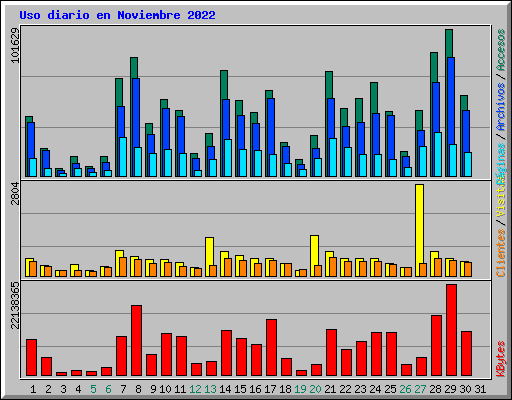 Uso diario en Noviembre 2022
101629
2804
22138365
Accesos / Archivos / Páginas
Visitas / Clientes
KBytes
1 2 3 4 5 6 7 8 9 10 11 12 13 14 15 16 17 18 19 20 21 22 23 24 25 26 27 28 29 30 31